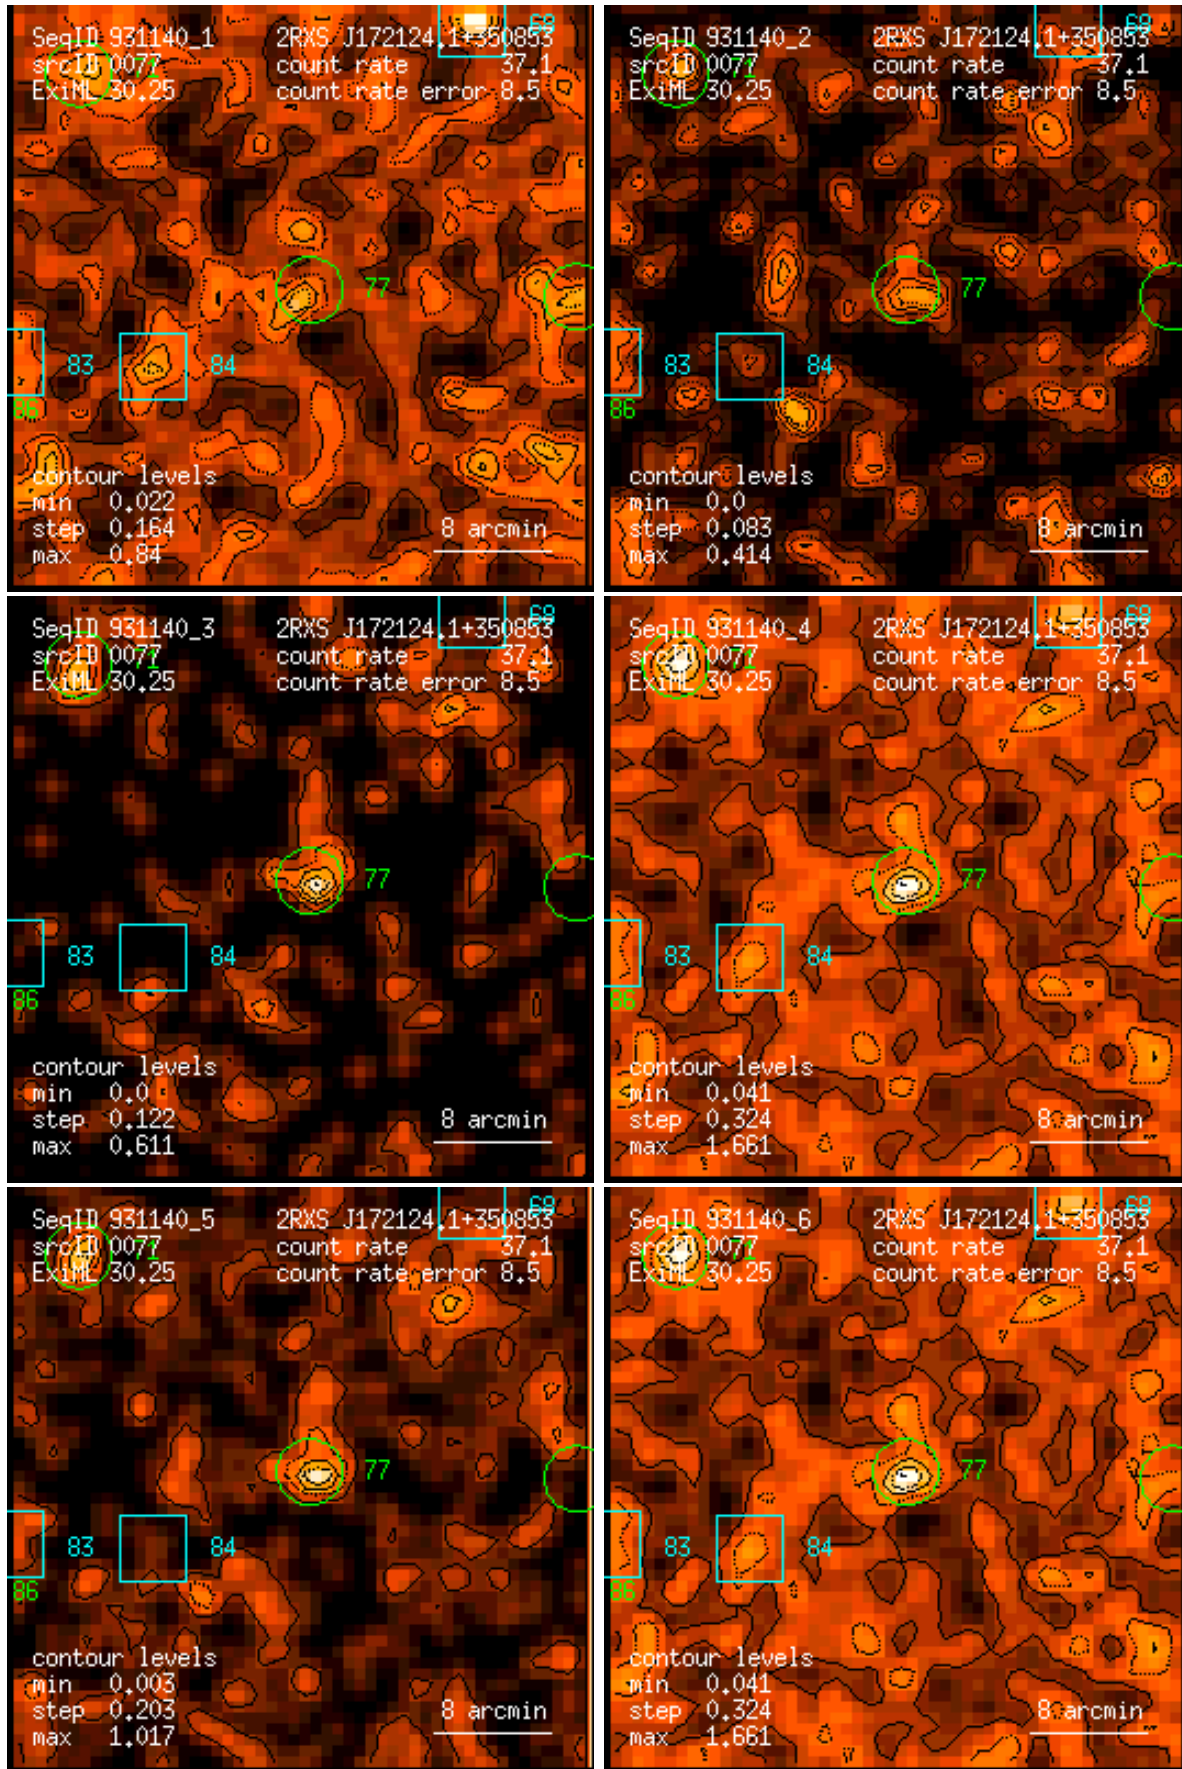 68
SeqID 931140_1 2RXS J172124.1+350853
srcID 0077 count rate 37.1
ExiML 30.25 count rate error 8.5
77
83 84
86
contour levels
min 0.022
step 0.164 8 arcmin
max 0.84
68
SeqID 931140_2 2RXS J172124.1+350853
srcID 0077 count rate 37.1
ExiML 30.25 count rate error 8.5
77
83 84
86
contour levels
min 0.0
step 0.083 8 arcmin
max 0.414
68
SeqID 931140_3 2RXS J172124.1+350853
srcID 0077 count rate 37.1
ExiML 30.25 count rate error 8.5
77
83 84
86
contour levels
min 0.0
step 0.122 8 arcmin
max 0.611
68
SeqID 931140_4 2RXS J172124.1+350853
srcID 0077 count rate 37.1
ExiML 30.25 count rate error 8.5
77
83 84
86
contour levels
min 0.041
step 0.324 8 arcmin
max 1.661
68
SeqID 931140_5 2RXS J172124.1+350853
srcID 0077 count rate 37.1
ExiML 30.25 count rate error 8.5
77
83 84
86
contour levels
min 0.003
step 0.203 8 arcmin
max 1.017
68
SeqID 931140_6 2RXS J172124.1+350853
srcID 0077 count rate 37.1
ExiML 30.25 count rate error 8.5
77
83 84
86
contour levels
min 0.041
step 0.324 8 arcmin
max 1.661